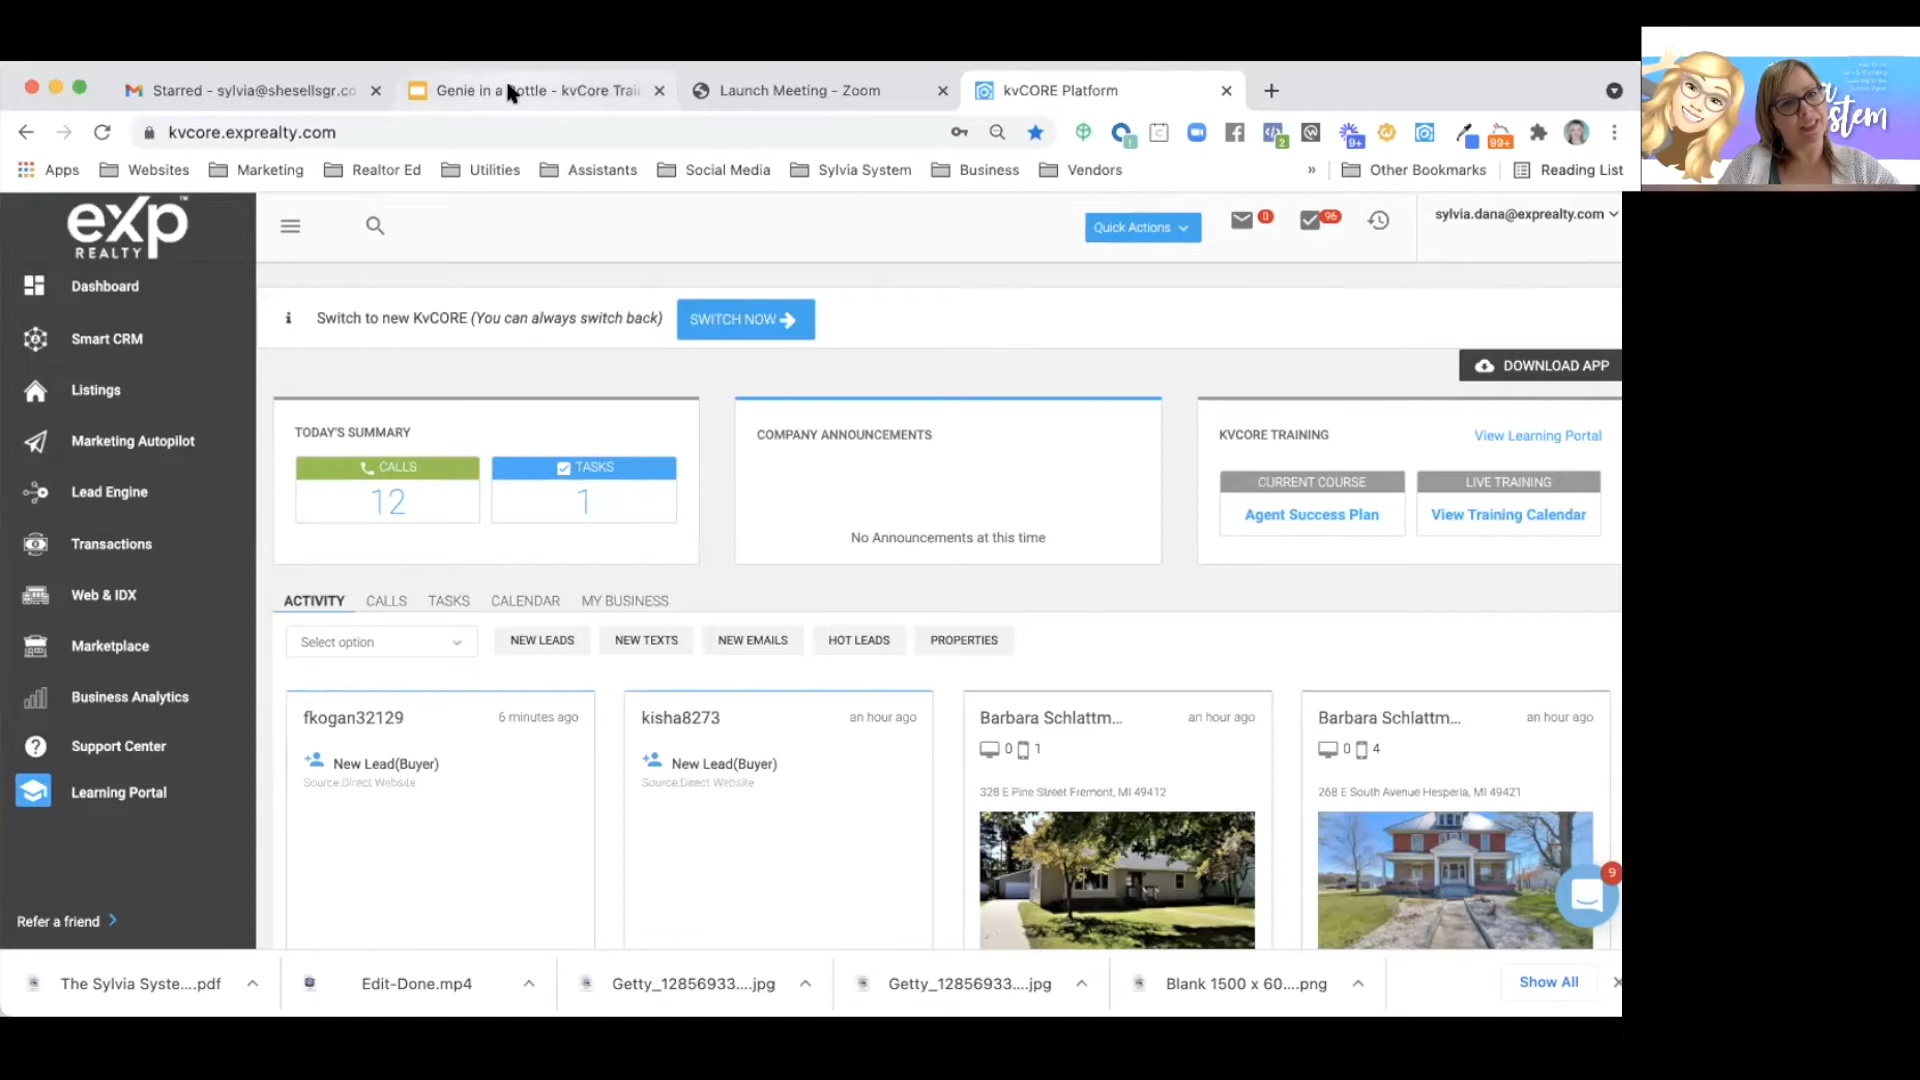 Starred - sylvia@shesellsgr.co
Genie in a Bottle - kvCore Trai
Launch Meeting - Zoom
kvCORE Platform
kvcore.exprealty.com
2
9+
99+
Apps
Websites
Marketing
Realtor Ed
Utilities
Assistants
Social Media
Sylvia System
Business
Vendors
»
Other Bookmarks
Reading List
stem
exp™
REALTY
Quick Actions
0
96
sylvia.dana@exprealty.com
Dashboard
Smart CRM
Listings
Marketing Autopilot
Lead Engine
Transactions
Web & IDX
Marketplace
Business Analytics
Support Center
Learning Portal
Refer a friend
Switch to new KvCORE (You can always switch back)
SWITCH NOW
DOWNLOAD APP
TODAY'S SUMMARY
CALLS
12
TASKS
1
COMPANY ANNOUNCEMENTS
No Announcements at this time
KVCORE TRAINING
View Learning Portal
CURRENT COURSE
Agent Success Plan
LIVE TRAINING
View Training Calendar
ACTIVITY
CALLS
TASKS
CALENDAR
MY BUSINESS
Select option
NEW LEADS
NEW TEXTS
NEW EMAILS
HOT LEADS
PROPERTIES
fkogan32129
6 minutes ago
New Lead(Buyer)
Source:Direct Website
kisha8273
an hour ago
New Lead(Buyer)
Source:Direct Website
Barbara Schlattm...
an hour ago
0 1
328 E Pine Street Fremont, MI 49412
Barbara Schlattm...
an hour ago
0 4
268 E South Avenue Hesperia, MI 49421
9
The Sylvia Syste....pdf
Edit-Done.mp4
Getty_12856933....jpg
Getty_12856933....jpg
Blank 1500 x 60....png
Show All